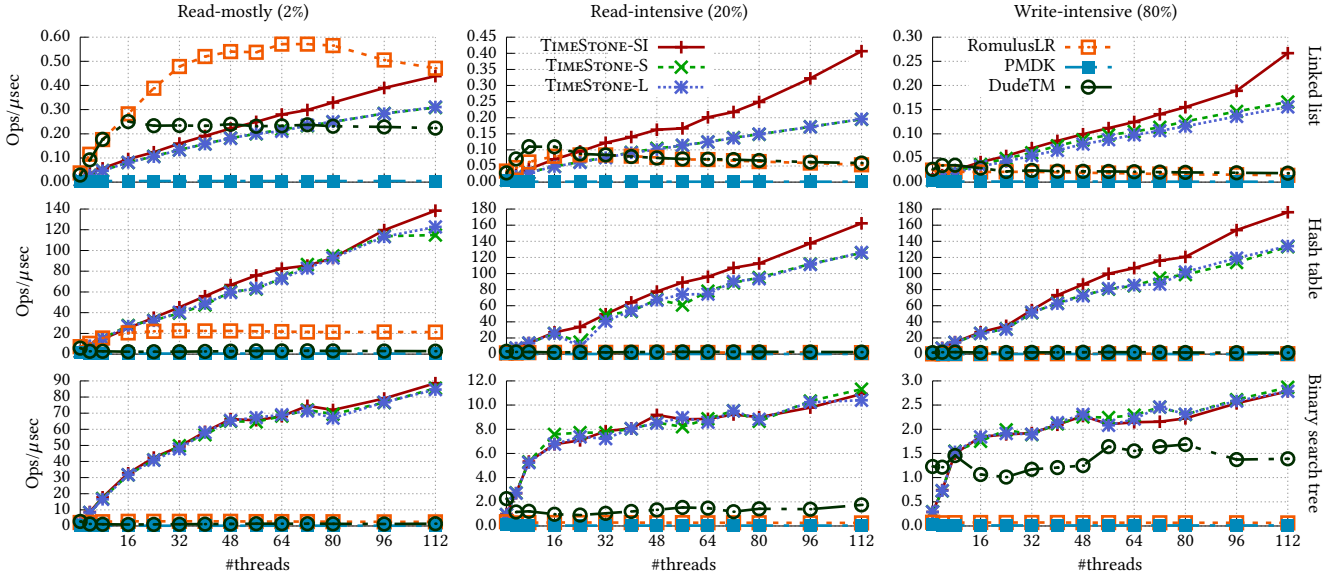 Read-mostly (2%) Read-intensive (20%) Write-intensive (80%)
0.60 0.50 0.40 0.30 0.20 0.10 0.00
Ops/μsec
0.45 0.40 0.35 0.30 0.25 0.20 0.15 0.10 0.05 0.00
TimeStone-SI
TimeStone-S
TimeStone-L
0.30 0.25 0.20 0.15 0.10 0.05 0.00
RomulusLR
PMDK
DudeTM
Linked list
140 120 100 80 60 40 20 0
Ops/μsec
180 160 140 120 100 80 60 40 20 0
180 160 140 120 100 80 60 40 20 0
Hash table
90 80 70 60 50 40 30 20 10 0
Ops/μsec
12.0 10.0 8.0 6.0 4.0 2.0 0.0
3.0 2.5 2.0 1.5 1.0 0.5 0.0
Binary search tree
16 32 48 64 80 96 112
16 32 48 64 80 96 112
16 32 48 64 80 96 112
#threads #threads #threads